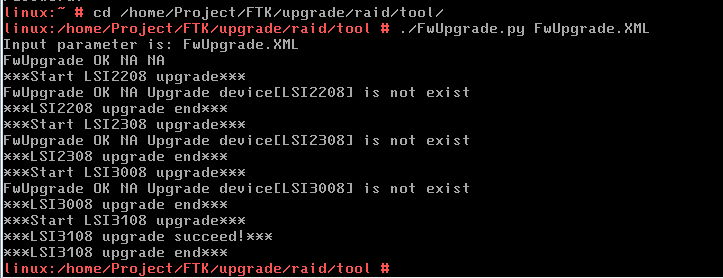 linux:~ # cd /home/Project/FTK/upgrade/raid/tool/
linux:/home/Project/FTK/upgrade/raid/tool # ./FwUpgrade.py FwUpgrade.XML
Input parameter is: FwUpgrade.XML
FwUpgrade OK NA NA
***Start LSI2208 upgrade***
FwUpgrade OK NA Upgrade device[LSI2208] is not exist
***LSI2208 upgrade end***
***Start LSI2308 upgrade***
FwUpgrade OK NA Upgrade device[LSI2308] is not exist
***LSI2308 upgrade end***
***Start LSI3008 upgrade***
FwUpgrade OK NA Upgrade device[LSI3008] is not exist
***LSI3008 upgrade end***
***Start LSI3108 upgrade***
***LSI3108 upgrade succeed!***
***LSI3108 upgrade end***
linux:/home/Project/FTK/upgrade/raid/tool #